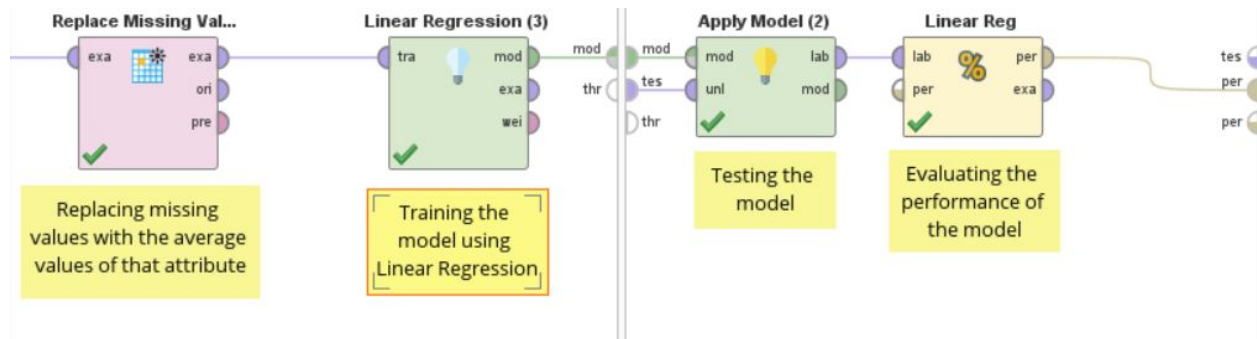 Replace Missing Val...
exa
exa
ori
pre
Replacing missing
values with the average
values of that attribute
Linear Regression (3)
tra
mod
exa
wei
Training the
model using
Linear Regression
mod
thr
mod
tes
thr
Apply Model (2)
mod
lab
unl
mod
Testing the
model
Linear Reg
lab
%
per
per
exa
Evaluating the
performance of
the model
tes
per
per